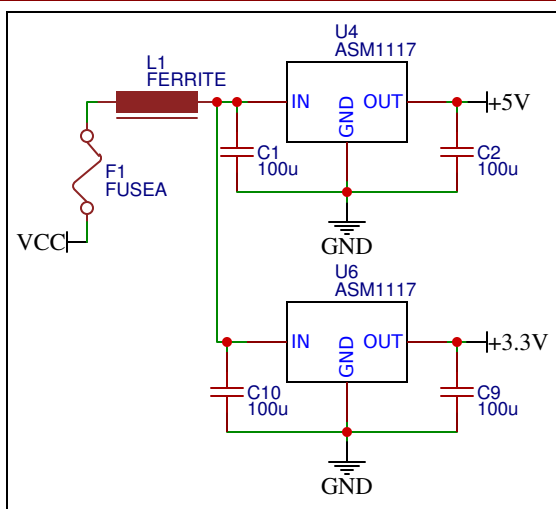 U4
ASM1117
L1
FERRITE
IN
OUT
GND
+5V
C1
100u
C2
100u
F1
FUSEA
VCC
GND
U6
ASM1117
IN
OUT
GND
+3.3V
C10
100u
C9
100u
GND